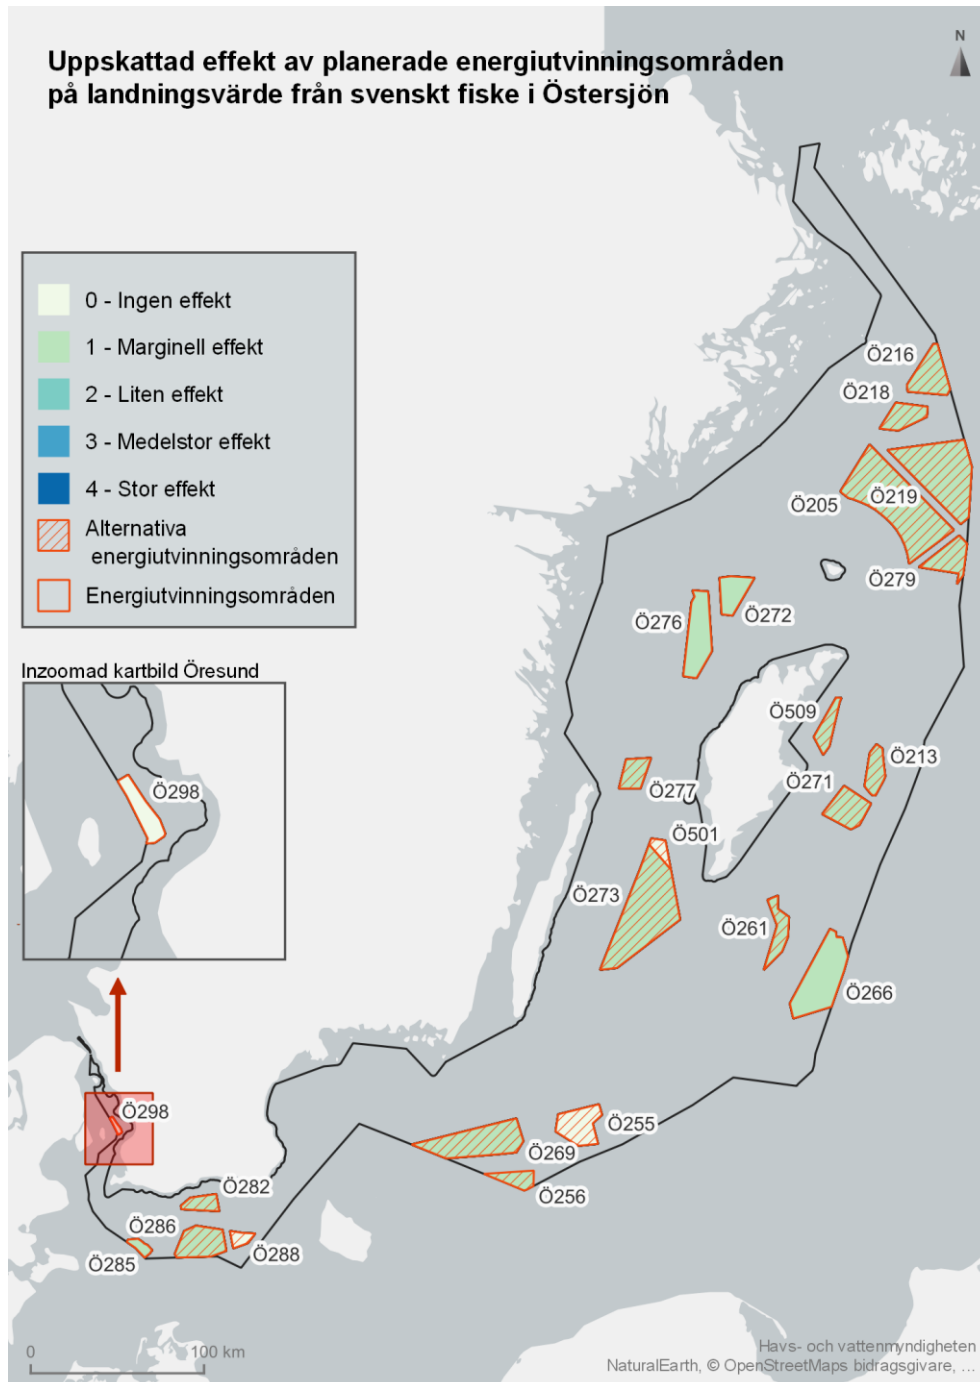 Uppskattad effekt av planerade energiutvinningsområden
på landningsvärde från svenskt fiske i Östersjön
N
0 - Ingen effekt
1 - Marginell effekt
2 - Liten effekt
3 - Medelstor effekt
4 - Stor effekt
Alternativa
energiutvinningsområden
Energiutvinningsområden
Inzoomad kartbild Öresund
Ö298
Ö216
Ö218
Ö205
Ö219
Ö279
Ö276
Ö272
Ö509
Ö213
Ö271
Ö277
Ö501
Ö273
Ö261
Ö266
Ö298
Ö255
Ö269
Ö256
Ö282
Ö286
Ö285
Ö288
0
100 km
Havs- och vattenmyndigheten
NaturalEarth, © OpenStreetMaps bidragsgivare, ...